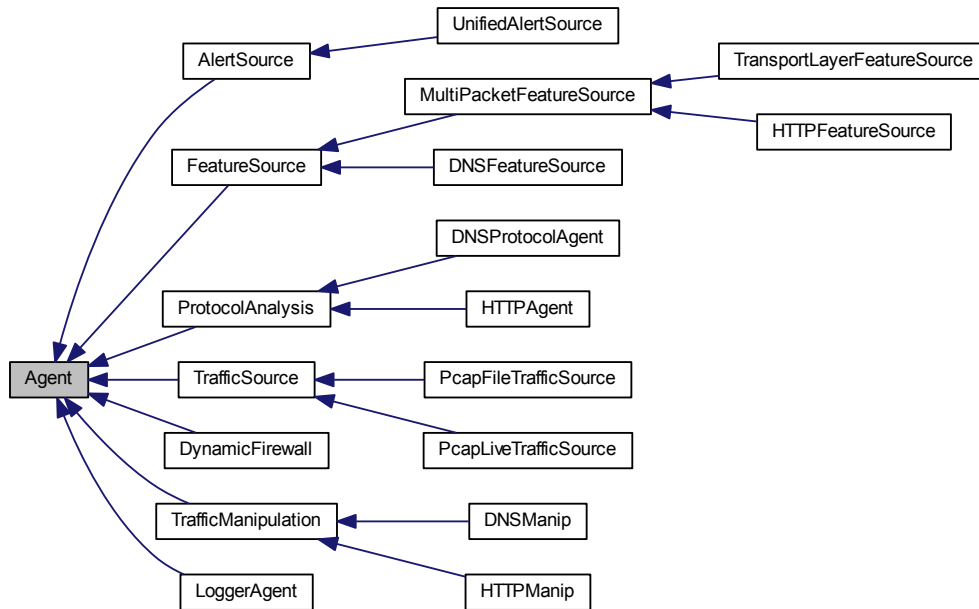 UnifiedAlertSource
AlertSource
TransportLayerFeatureSource
MultiPacketFeatureSource
HTTPFeatureSource
FeatureSource
DNSFeatureSource
DNSProtocolAgent
ProtocolAnalysis
HTTPAgent
Agent
TrafficSource
PcapFileTrafficSource
DynamicFirewall
PcapLiveTrafficSource
TrafficManipulation
DNSManip
LoggerAgent
HTTPManip